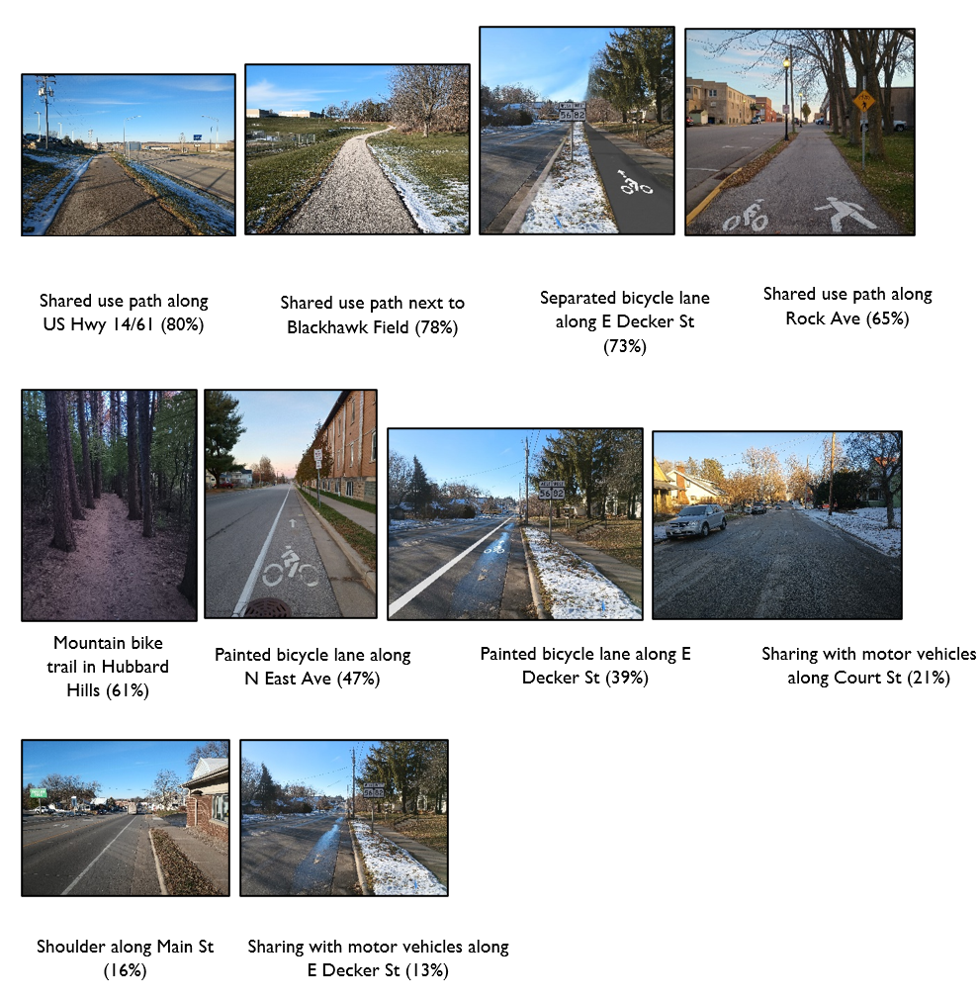 56 82
Shared use path along
US Hwy 14/61 (80%)
Shared use path next to
Blackhawk Field (78%)
Separated bicycle lane
along E Decker St
(73%)
Shared use path along
Rock Ave (65%)
56 82
Mountain bike
trail in Hubbard
Hills (61%)
Painted bicycle lane along
N East Ave (47%)
Painted bicycle lane along E
Decker St (39%)
Sharing with motor vehicles
along Court St (21%)
56 82
Shoulder along Main St
(16%)
Sharing with motor vehicles along
E Decker St (13%)